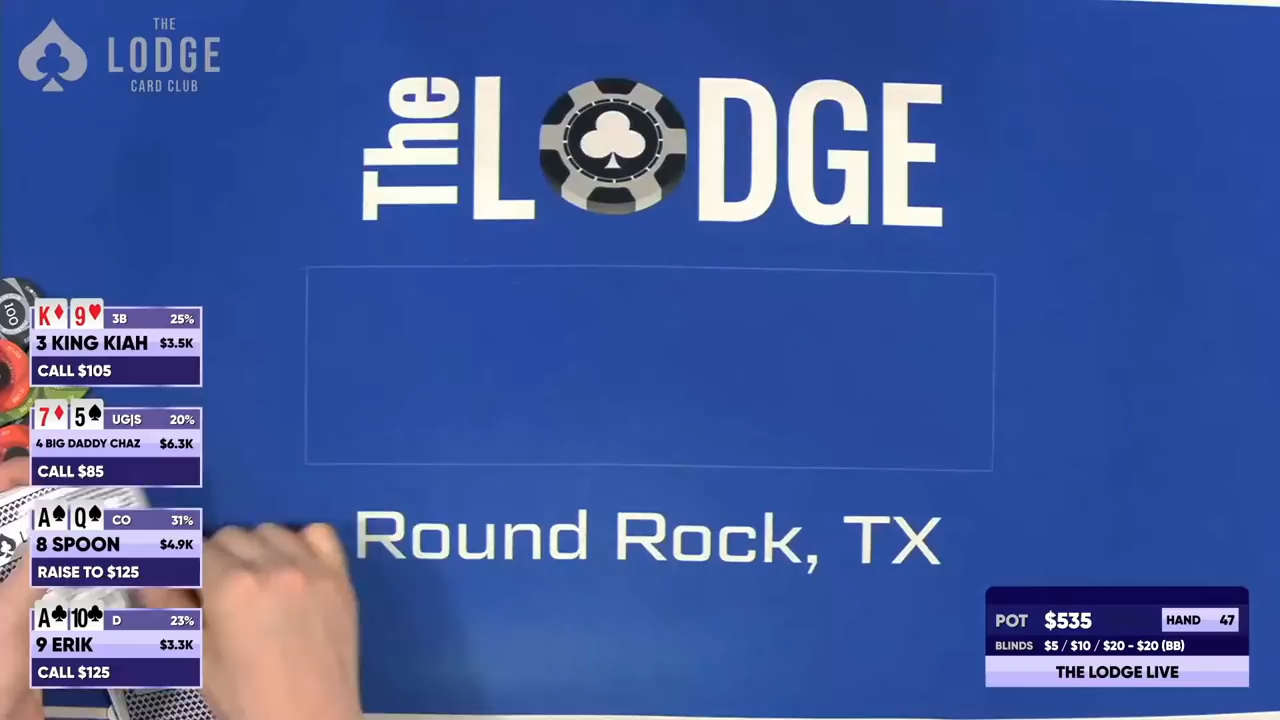 THE
LODGE
CARD CLUB
The LODGE
100
K 9 3B 25%
3 KING KIAH $3.5K
CALL $105
7 5 UG|S 20%
4 BIG DADDY CHAZ $6.3K
CALL $85
A Q CO 31%
8 SPOON $4.9K
RAISE TO $125
A 10 D 23%
9 ERIK $3.3K
CALL $125
Round Rock, TX
POT $535 HAND 47
BLINDS $5 / $10 / $20 - $20 (BB)
THE LODGE LIVE